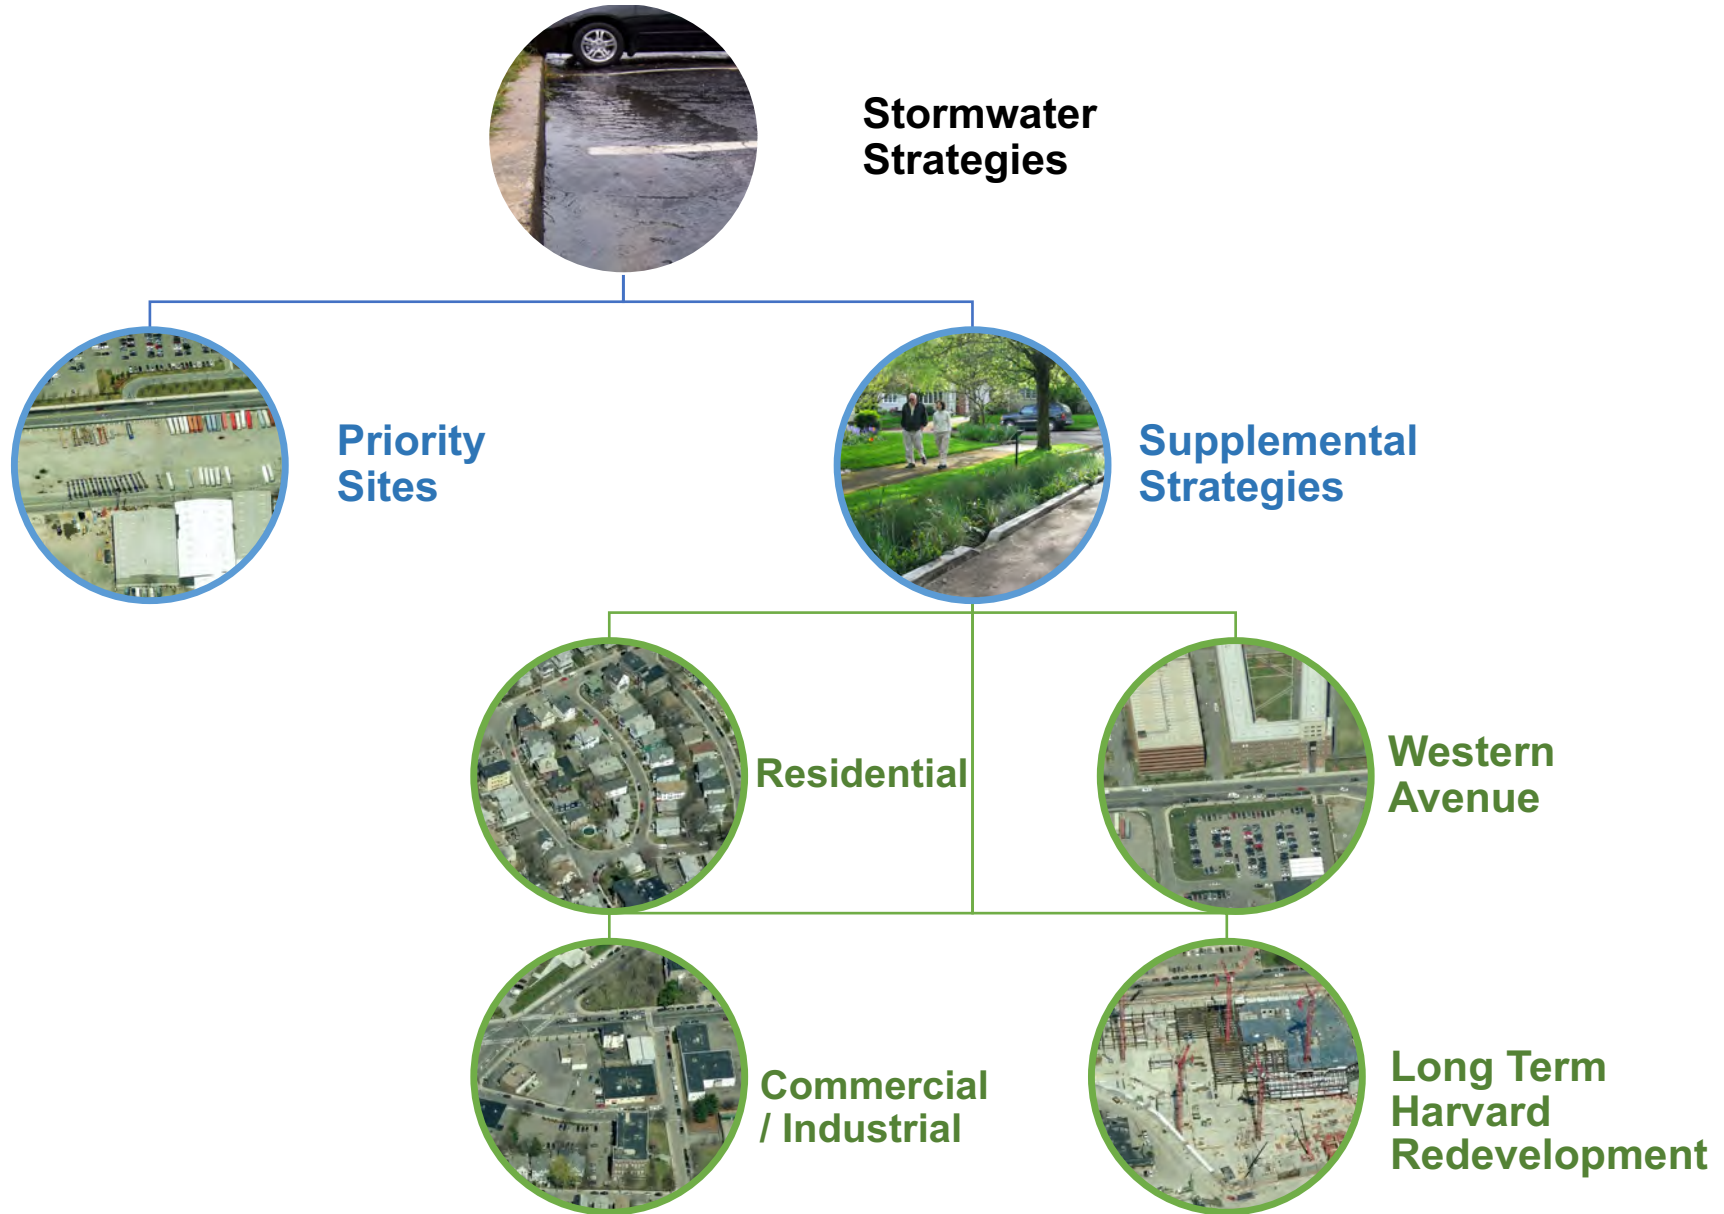 Stormwater
Strategies
Priority
Sites
Supplemental
Strategies
Residential
Western
Avenue
Commercial
/ Industrial
Long Term
Harvard
Redevelopment